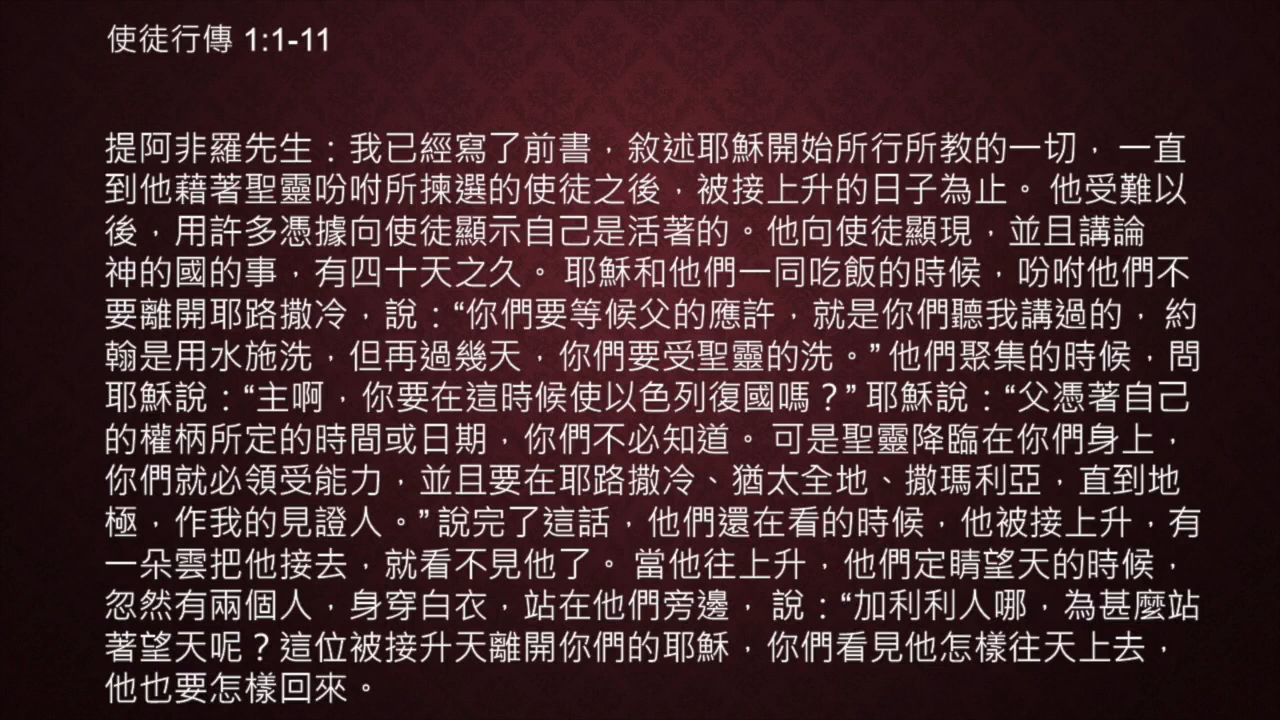 使徒行傳 1:1-11
提阿非羅先生：我已經寫了前書，敘述耶穌開始所行所教的一切， 一直
到他藉著聖靈吩咐所揀選的使徒之後，被接上升的日子為止。 他受難以
後，用許多憑據向使徒顯示自己是活著的。他向使徒顯現，並且講論
神的國的事，有四十天之久。 耶穌和他們一同吃飯的時候，吩咐他們不
要離開耶路撒冷，說：“你們要等候父的應許，就是你們聽我講過的， 約
翰是用水施洗，但再過幾天，你們要受聖靈的洗。” 他們聚集的時候，問
耶穌說：“主啊，你要在這時候使以色列復國嗎？” 耶穌說：“父憑著自己
的權柄所定的時間或日期，你們不必知道。 可是聖靈降臨在你們身上，
你們就必領受能力，並且要在耶路撒冷、猶太全地、撒瑪利亞，直到地
極，作我的見證人。” 說完了這話，他們還在看的時候，他被接上升，有
一朵雲把他接去，就看不見他了。 當他往上升，他們定睛望天的時候，
忽然有兩個人，身穿白衣，站在他們旁邊， 說：“加利利人哪，為甚麼站
著望天呢？這位被接升天離開你們的耶穌，你們看見他怎樣往天上去，
他也要怎樣回來。